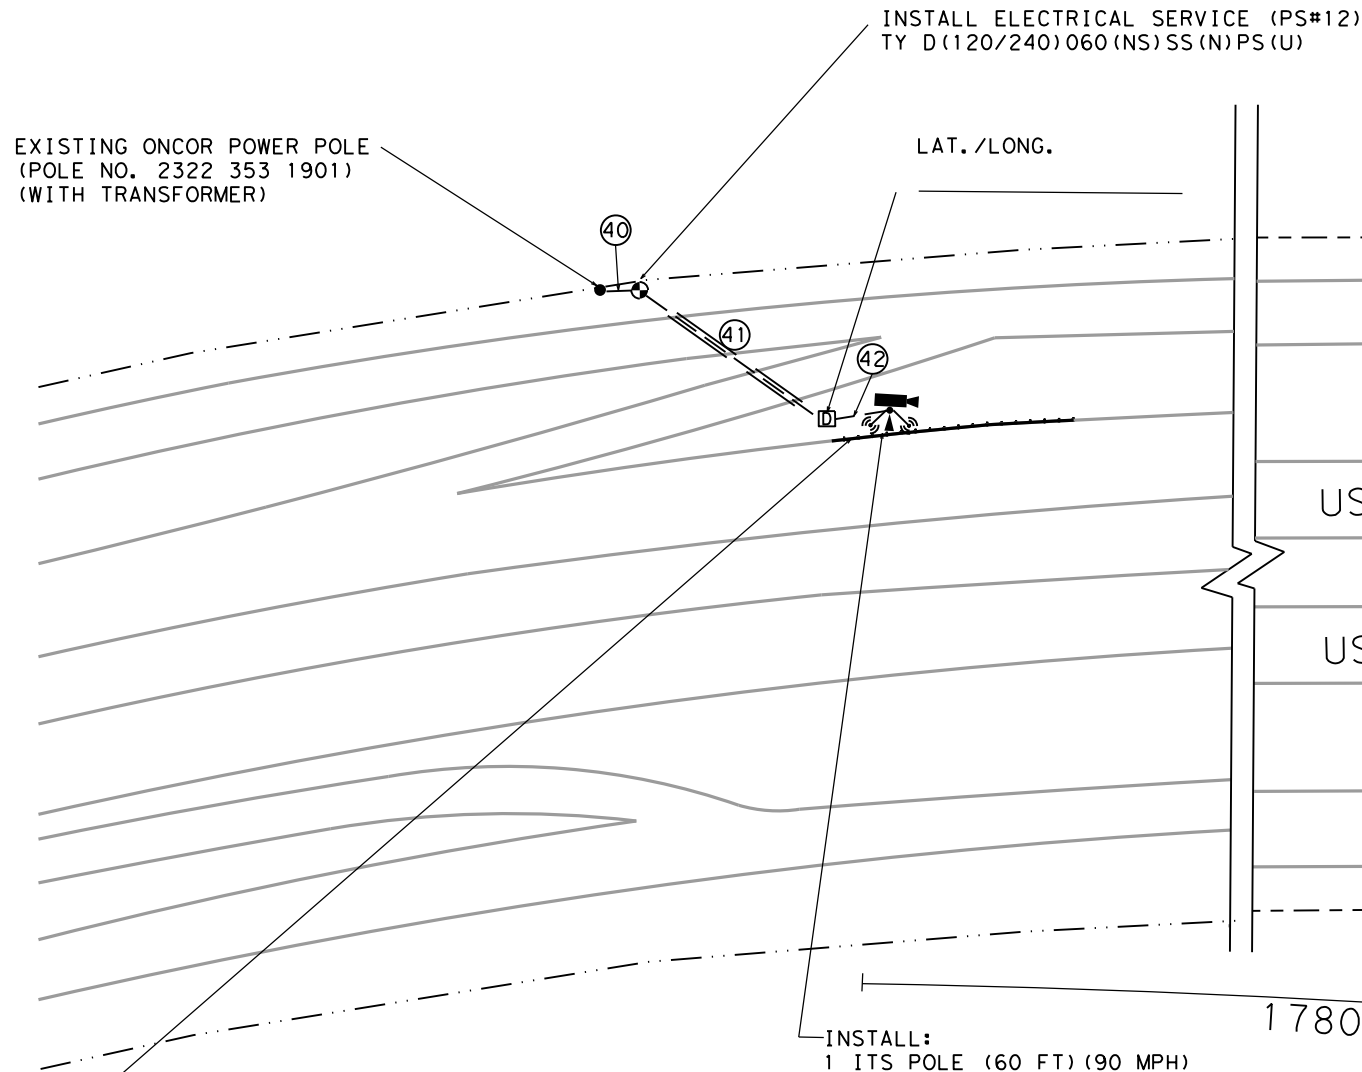 INSTALL ELECTRICAL SERVICE (PS#12)
TY D(120/240)060(NS)SS(N)PS(U)
EXISTING ONCOR POWER POLE
(POLE NO. 2322 353 1901)
(WITH TRANSFORMER)
LAT./LONG.
40
41
42
D
US
US
1780
INSTALL:
1 ITS POLE (60 FT)(90 MPH)